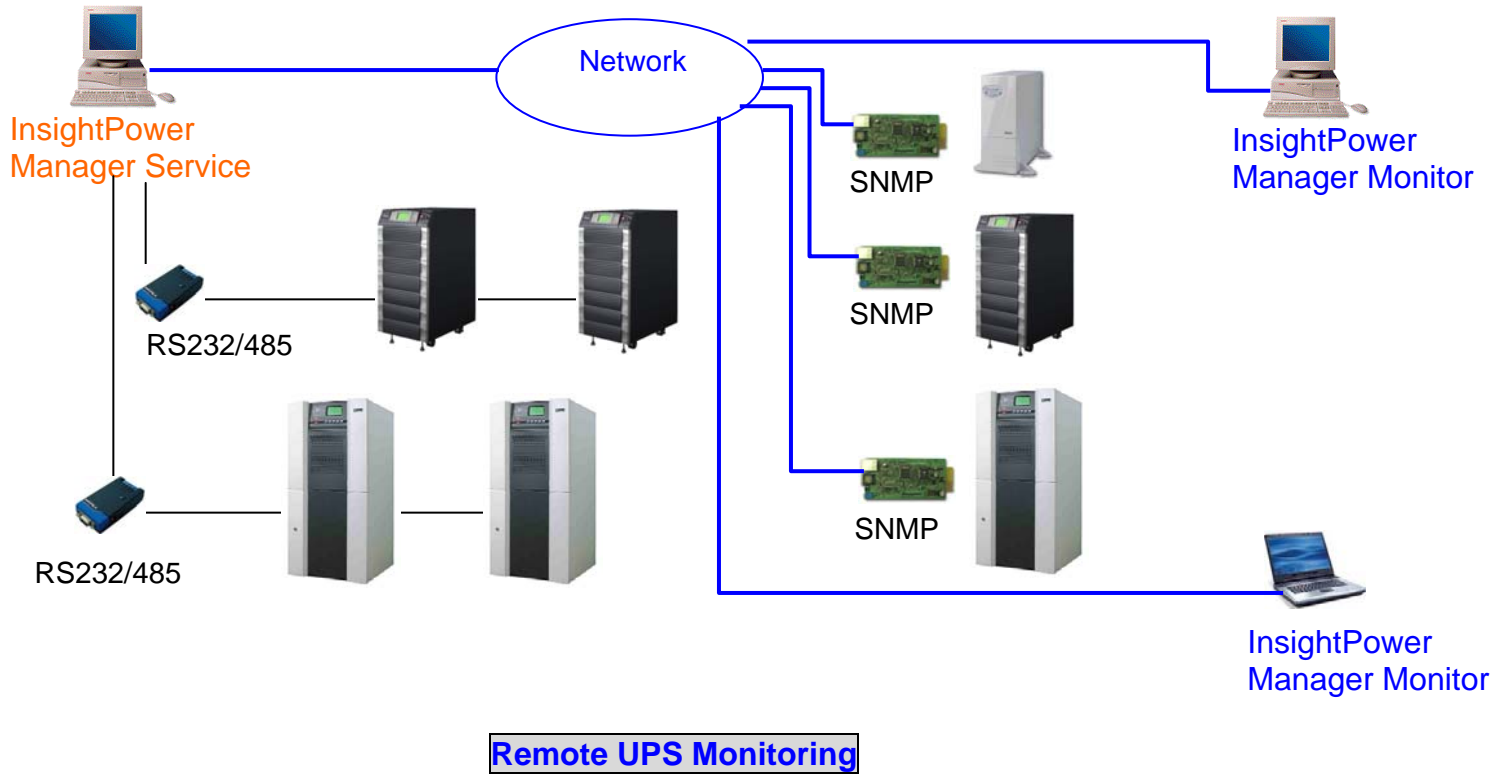 Network
InsightPower
Manager Service
InsightPower
Manager Monitor
SNMP
SNMP
RS232/485
SNMP
RS232/485
InsightPower
Manager Monitor
Remote UPS Monitoring